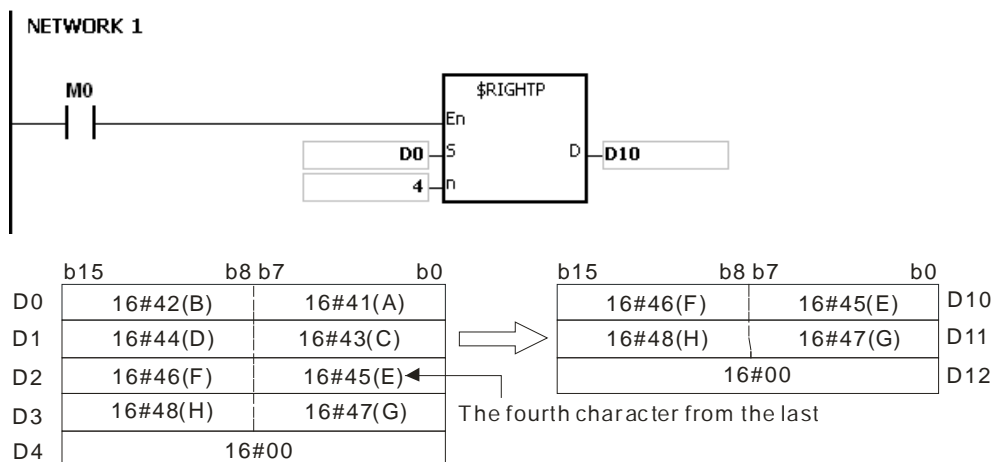 NETWORK 1
M0
$RIGHTP
En
D0 S D D10
4 n
b15 b8 b7 b0 b15 b8 b7 b0
D0 16#42(B) 16#41(A) 16#46(F) 16#45(E) D10
D1 16#44(D) 16#43(C) 16#48(H) 16#47(G) D11
D2 16#46(F) 16#45(E) 16#00 D12
D3 16#48(H) 16#47(G) The fourth character from the last
D4 16#00